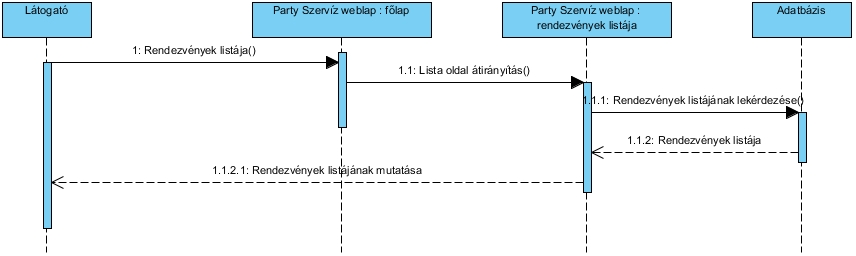 Látogató
Party Szervíz weblap : főlap
Party Szervíz weblap :
rendezvények listája
Adatbázis
1: Rendezvények listája()
1.1: Lista oldal átirányítás()
1.1.1: Rendezvények listájának lekérdezése()
1.1.2: Rendezvények listája
1.1.2.1: Rendezvények listájának mutatása